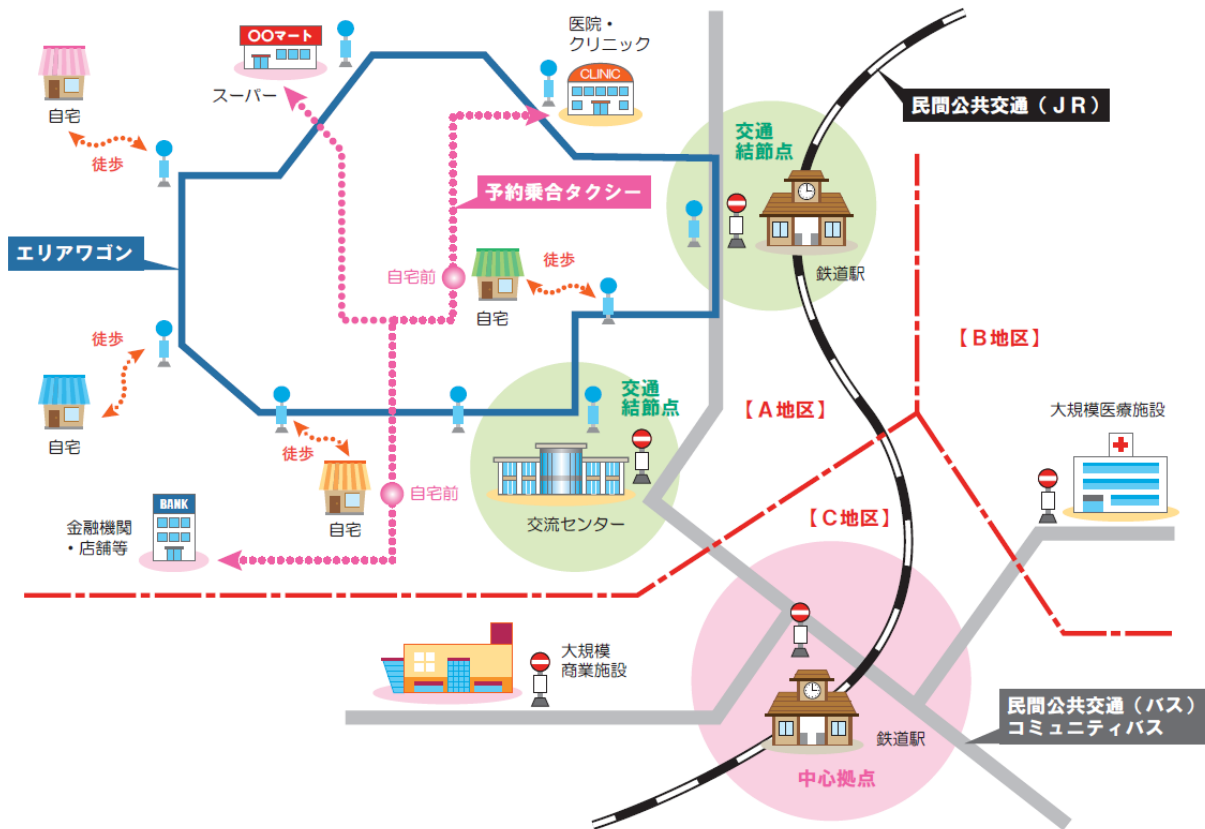 〇〇マート
スーパー
医院・
クリニック
CLINIC
自宅
徒歩
民間公共交通(JR)
交通
結節点
予約乗合タクシー
エリアワゴン
自宅前
自宅
徒歩
鉄道駅
徒歩
自宅
【B地区】
【A地区】
交通
結節点
大規模医療施設
徒歩
自宅
自宅前
BANK
金融機関
・店舗等
交流センター
【C地区】
大規模
商業施設
鉄道駅
中心拠点
民間公共交通(バス)
コミュニティバス